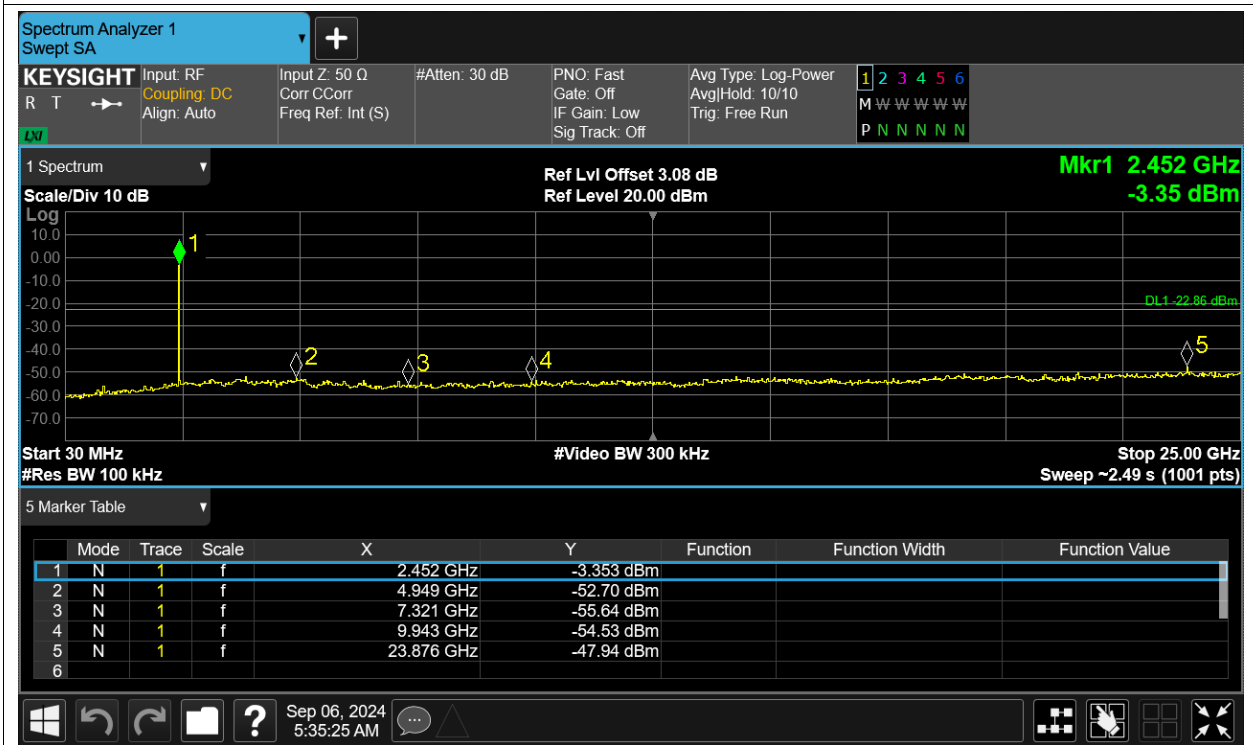 Spectrum Analyzer 1
Swept SA
+
KEYSIGHT Input: RF Input Z: 50 Ω #Atten: 30 dB PNO: Fast Avg Type: Log-Power 1 2 3 4 5 6
R T Coupling: DC Corr CCorr Gate: Off Avg|Hold: 10/10 M W W W W W
Align: Auto Freq Ref: Int (S) IF Gain: Low Trig: Free Run
LXI Sig Track: Off P N N N N N
1 Spectrum Ref Lvl Offset 3.08 dB Mkr1 2.452 GHz
Scale/Div 10 dB Ref Level 20.00 dBm -3.35 dBm
Log
10.0 1
0.00
-10.0
-20.0 DL1 -22.86 dBm
-30.0
-40.0 2 3 4 5
-50.0
-60.0
-70.0
Start 30 MHz #Video BW 300 kHz Stop 25.00 GHz
#Res BW 100 kHz Sweep ~2.49 s (1001 pts)
5 Marker Table
Mode Trace Scale X Y Function Function Width Function Value
1 N 1 f 2.452 GHz -3.353 dBm
2 N 1 f 4.949 GHz -52.70 dBm
3 N 1 f 7.321 GHz -55.64 dBm
4 N 1 f 9.943 GHz -54.53 dBm
5 N 1 f 23.876 GHz -47.94 dBm
6
? Sep 06, 2024
5:35:25 AM